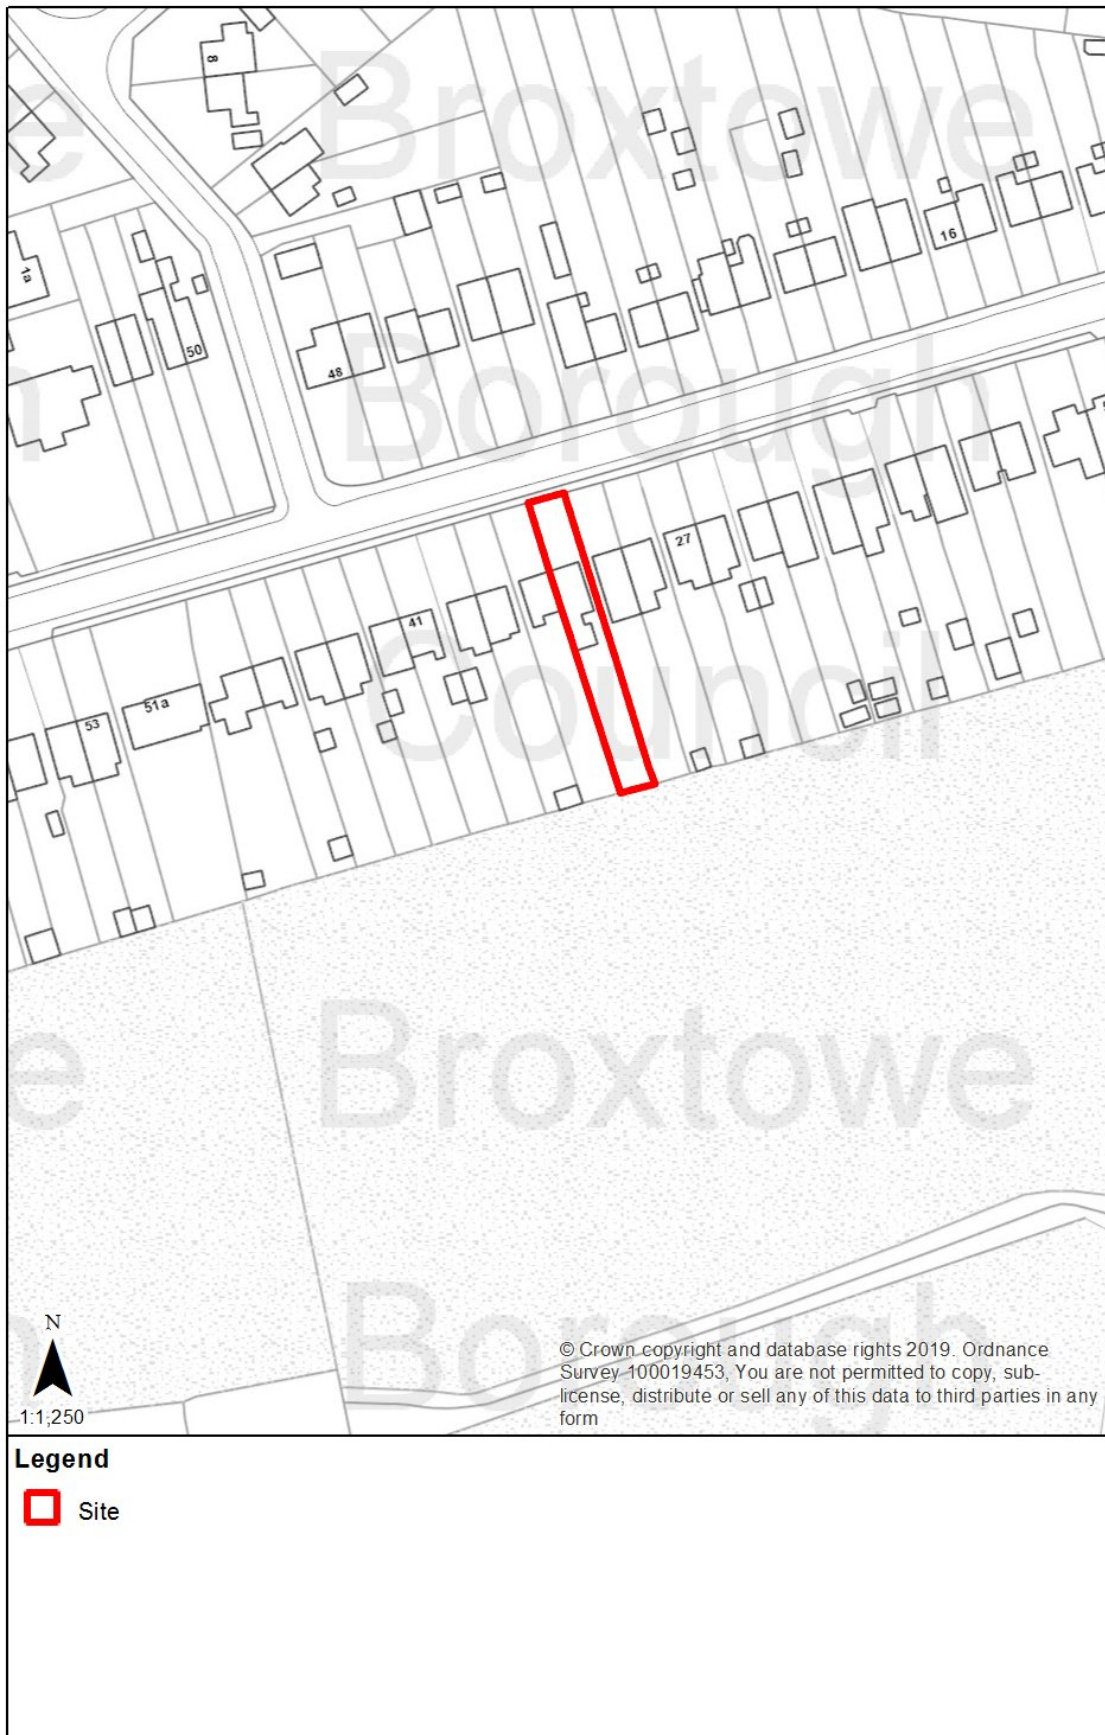 8
Broxtowe
e
1a
50
48
16
Borough
h
27
41
Council
51a
53
Broxtowe
e
Borough
h
N
1:1,250
© Crown copyright and database rights 2019. Ordnance
Survey 100019453, You are not permitted to copy, sub-
license, distribute or sell any of this data to third parties in any
form
Legend
Site